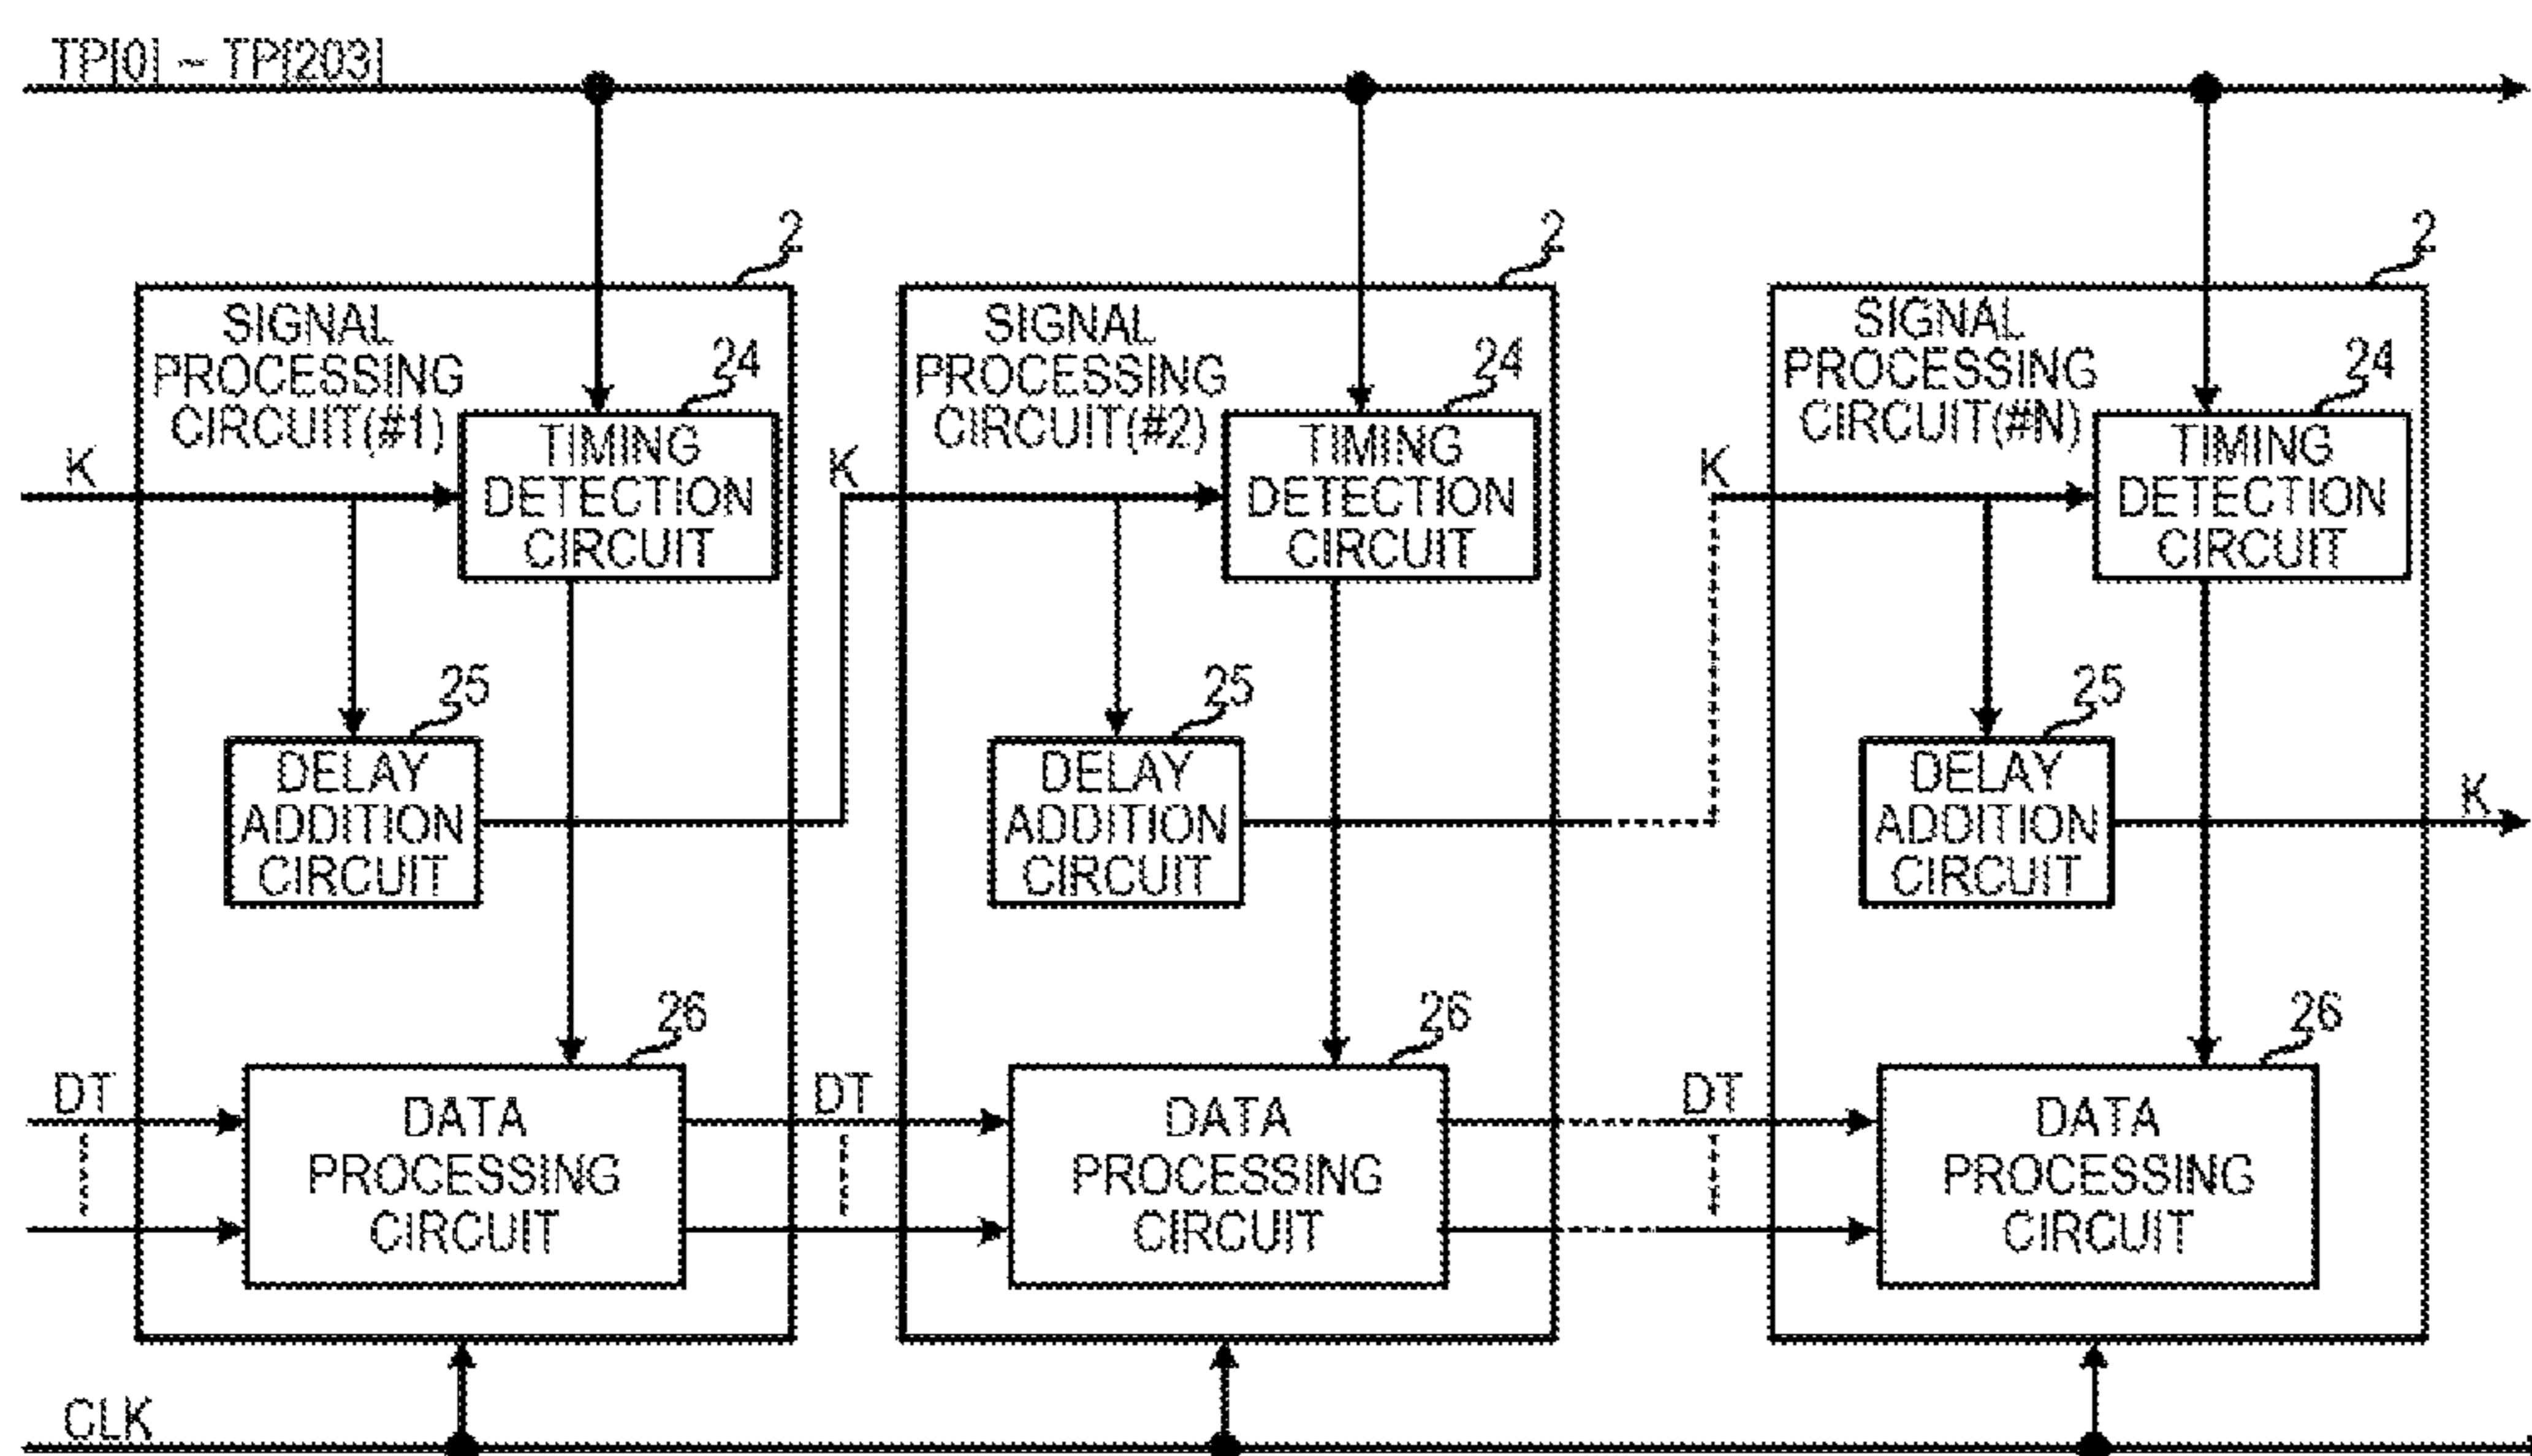 TP[0] ~ TP[203]
2
2
2
SIGNAL
PROCESSING
CIRCUIT(#1)
24
TIMING
DETECTION
CIRCUIT
K
25
DELAY
ADDITION
CIRCUIT
26
DT
DATA
PROCESSING
CIRCUIT
SIGNAL
PROCESSING
CIRCUIT(#2)
24
TIMING
DETECTION
CIRCUIT
K
25
DELAY
ADDITION
CIRCUIT
26
DT
DATA
PROCESSING
CIRCUIT
SIGNAL
PROCESSING
CIRCUIT(#N)
24
TIMING
DETECTION
CIRCUIT
K
25
DELAY
ADDITION
CIRCUIT
K
26
DT
DATA
PROCESSING
CIRCUIT
CLK